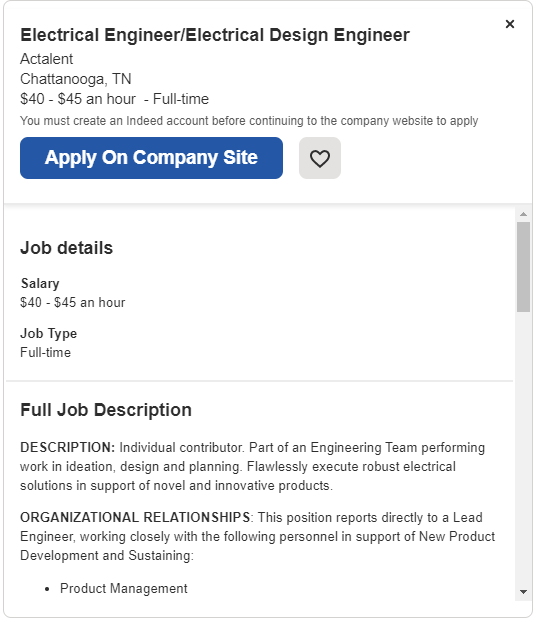 Electrical Engineer/Electrical Design Engineer
Actalent
Chattanooga, TN
$40 - $45 an hour - Full-time
You must create an Indeed account before continuing to the company website to apply
Apply On Company Site
Job details
Salary
$40 - $45 an hour
Job Type
Full-time
Full Job Description
DESCRIPTION: Individual contributor. Part of an Engineering Team performing
work in ideation, design and planning. Flawlessly execute robust electrical
solutions in support of novel and innovative products.
ORGANIZATIONAL RELATIONSHIPS: This position reports directly to a Lead
Engineer, working closely with the following personnel in support of New Product
Development and Sustaining:
• Product Management